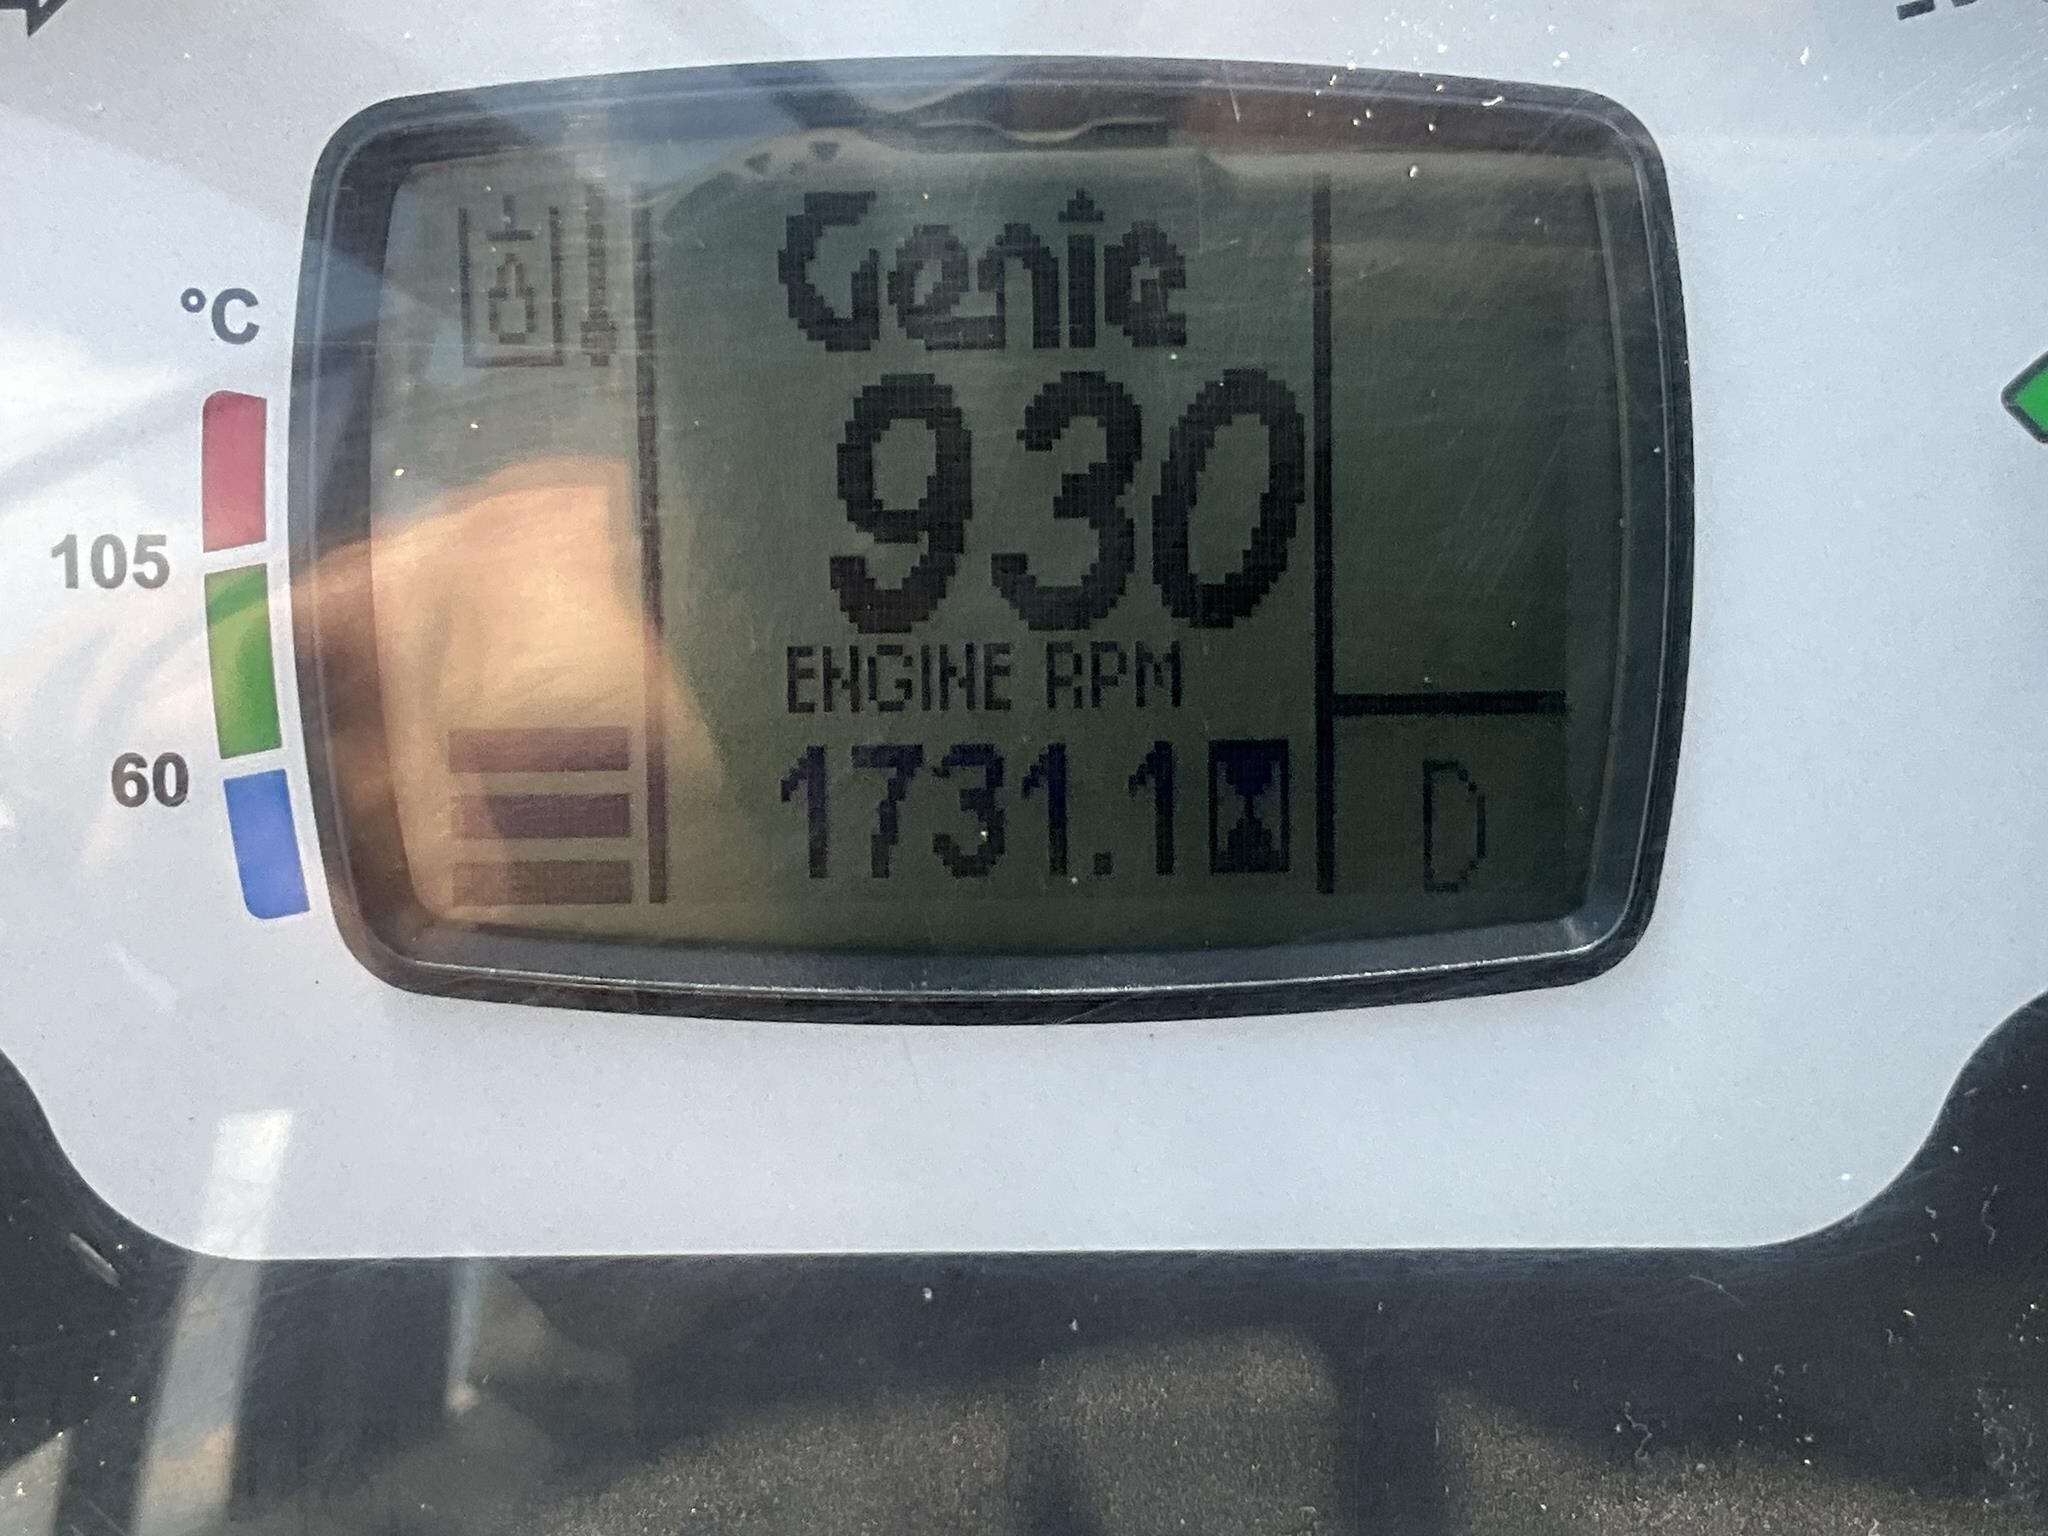 °C
105
60
Genie
930
ENGINE RPM
1731.1
D